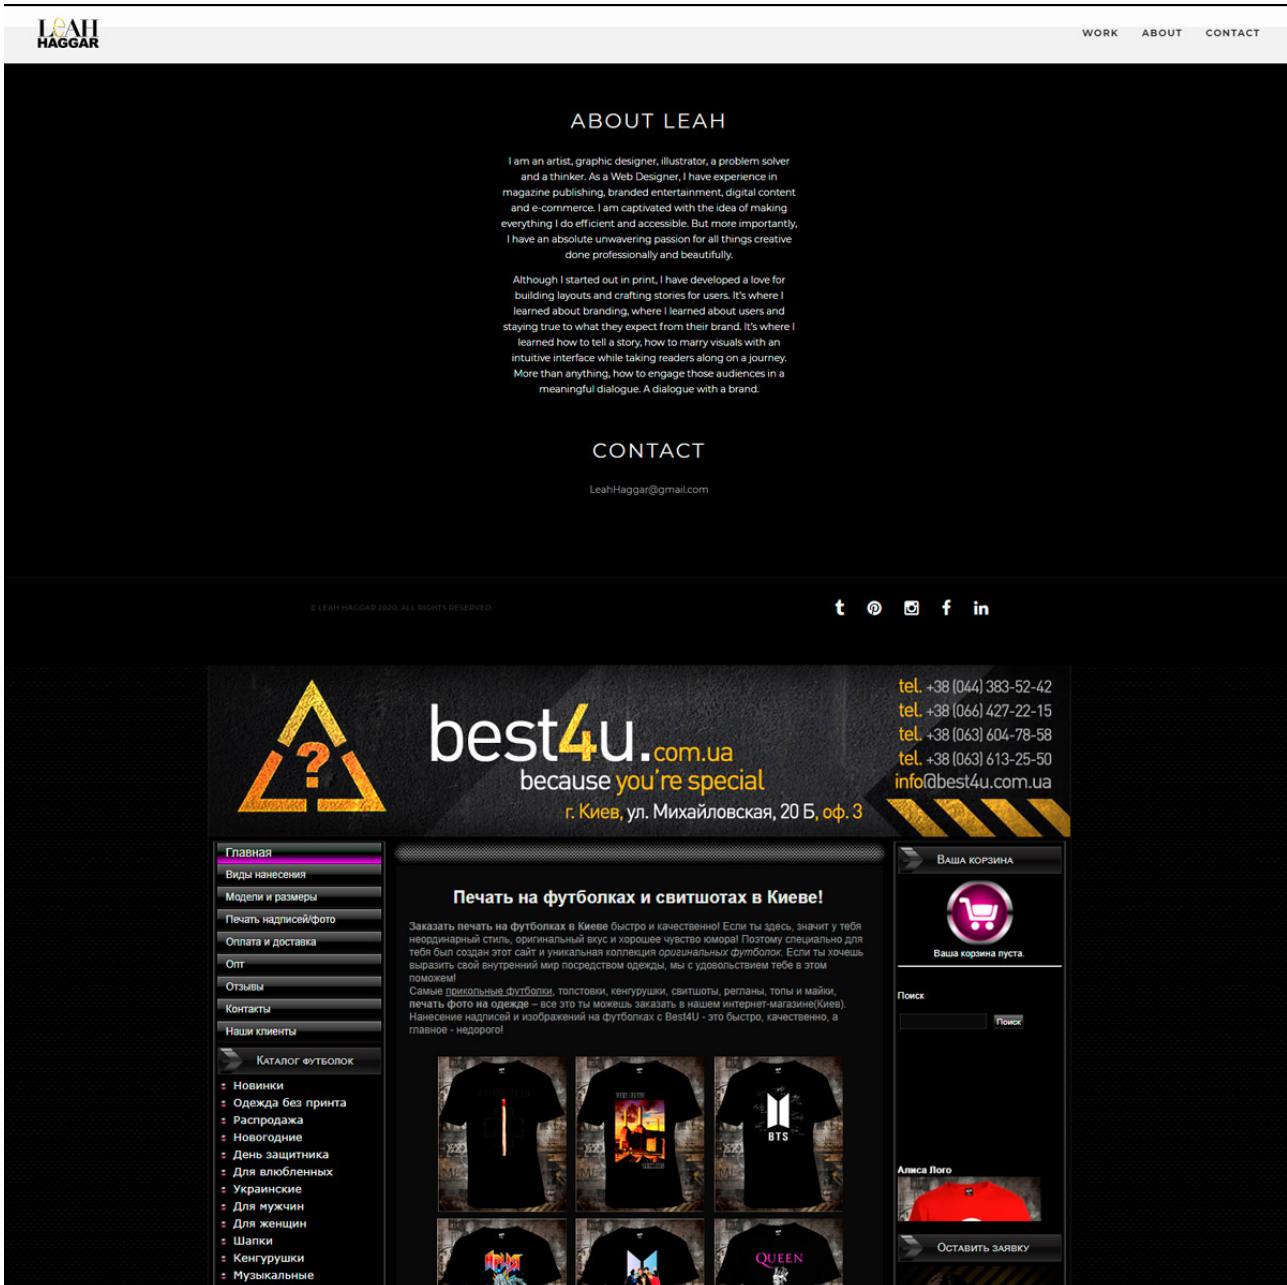 LeAH
HAGGAR
WORK ABOUT CONTACT
ABOUT LEAH
I am an artist, graphic designer, illustrator, a problem solver
and a thinker. As a Web Designer, I have experience in
magazine publishing, branded entertainment, digital content
and e-commerce. I am captivated with the idea of making
everything I do efficient and accessible. But more importantly,
I have an absolute unwavering passion for all things creative
done professionally and beautifully.
Although I started out in print, I have developed a love for
building layouts and crafting stories for users. It's where I
learned about branding, where I learned about users and
staying true to what they expect from their brand. It's where I
learned how to tell a story, how to marry visuals with an
intuitive interface while taking readers along on a journey.
More than anything, how to engage those audiences in a
meaningful dialogue. A dialogue with a brand.
CONTACT
LeahHaggar@gmail.com
© LEAH HAGGAR 2020. ALL RIGHTS RESERVED.
best4u.com.ua
because you're special
г. Киев, ул. Михайловская, 20 Б, оф. 3
tel. +38 (044) 383-52-42
tel. +38 (066) 427-22-15
tel. +38 (063) 604-78-58
tel. +38 (063) 613-25-50
info@best4u.com.ua
Главная
Виды нанесения
Модели и размеры
Печать надписей/фото
Оплата и доставка
Опт
Отзывы
Контакты
Наши клиенты
Каталог футболок
Новинки
Одежда без принта
Распродажа
Новогодние
День защитника
Для влюбленных
Украинские
Для мужчин
Для женщин
Шапки
Кенгурушки
Музыкальные
Печать на футболках и свитшотах в Киеве!
Заказать печать на футболках в Киеве быстро и качественно! Если ты здесь, значит у тебя
неординарный стиль, оригинальный вкус и хорошее чувство юмора! Поэтому специально для
тебя был создан этот сайт и уникальная коллекция оригинальных футболок. Если ты хочешь
выразить свой внутренний мир посредством одежды, мы с удовольствием тебе в этом
поможем!
Самые прикольные футболки, толстовки, кенгурушки, свитшоты, регланы, топы и майки,
печать фото на одежде – все это ты можешь заказать в нашем интернет-магазине(Киев).
Нанесение надписей и изображений на футболках с Best4U - это быстро, качественно, а
главное - недорого!
BTS
АРИЯ
QUEEN
Ваша корзина
Ваша корзина пуста.
Поиск
Поиск
Алиса Лого
Оставить заявку